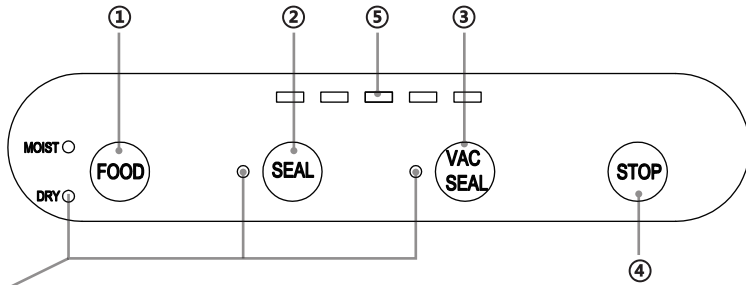 ① ② ⑤ ③
MOIST
FOOD
SEAL
VAC
SEAL
STOP
DRY
④